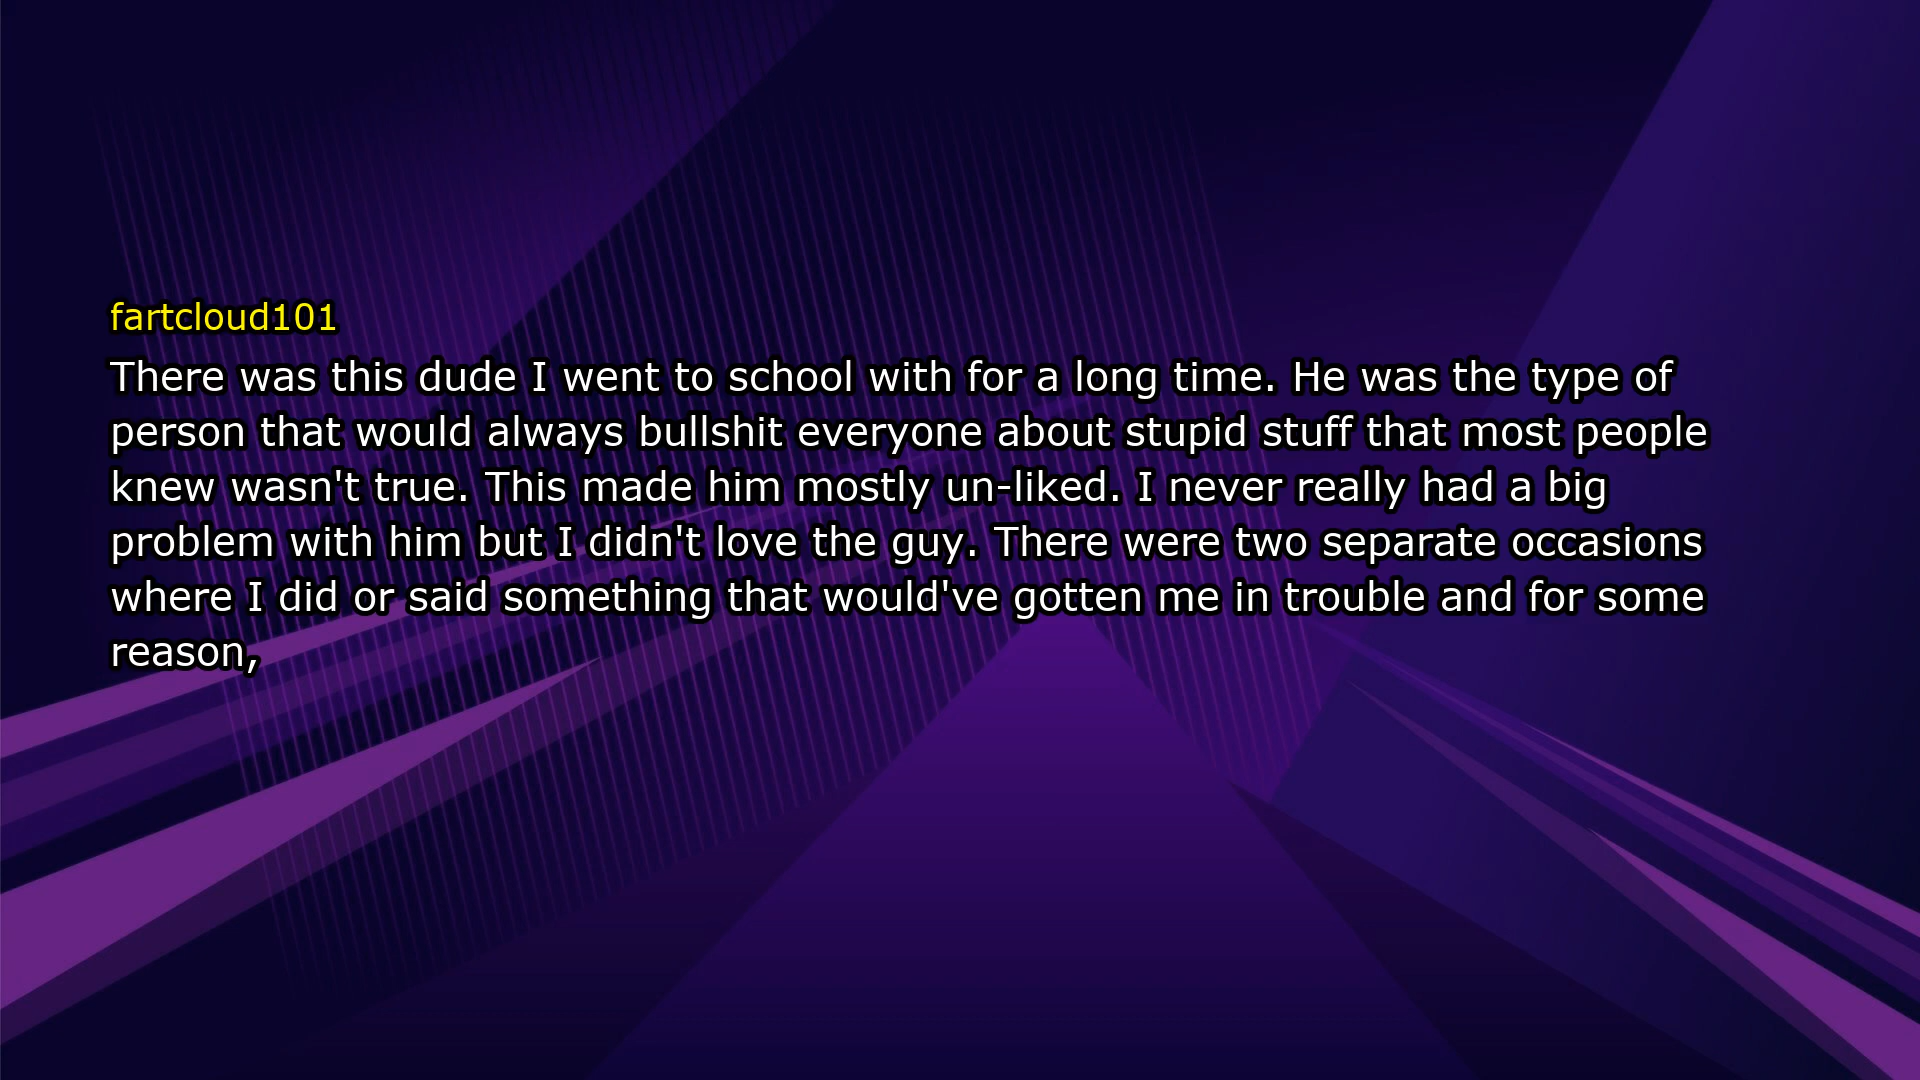 fartcloud101
There was this dude I went to school with for a long time. He was the type of
person that would always bullshit everyone about stupid stuff that most people
knew wasn't true. This made him mostly un-liked. I never really had a big
problem with him but I didn't love the guy. There were two separate occasions
where I did or said something that would've gotten me in trouble and for some
reason,